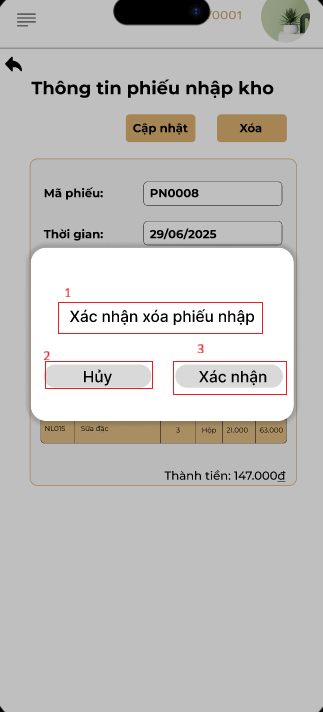 0001
Thông tin phiếu nhập kho
Cập nhật Xóa
Mã phiếu: PN0008
Thời gian: 29/06/2025
1
Xác nhận xóa phiếu nhập
2 3
Hủy Xác nhận
NL015 Sữa đặc 3 Hộp 21.000 63.000
Thành tiền: 147.000đ